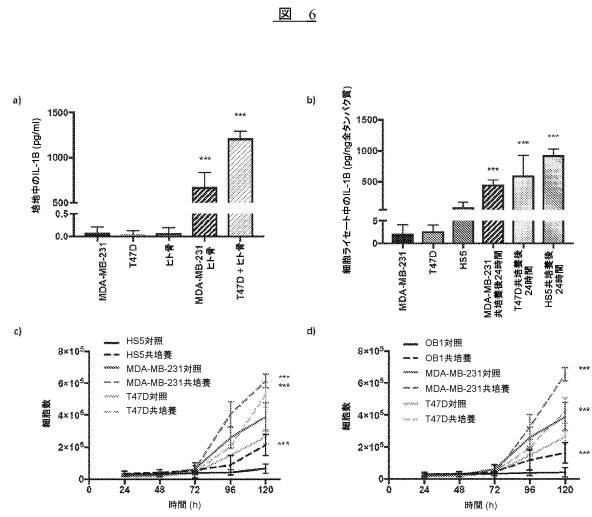 図 6
a)
培地中のIL-1B (pg/ml)
1500
1000
500
0.5
0.0
***
***
MDA-MB-231
T47D
ヒト骨
MDA-MB-231
ヒト骨
T47D + ヒト骨
b)
細胞ライセート中のIL-1B (pg/ng全タンパク質)
1500
1000
500
5
0
***
***
***
MDA-MB-231
T47D
HS5
MDA-MB-231
共培養後24時間
T47D共培養後
24時間
HS5共培養後
24時間
c)
HS5対照
HS5共培養
MDA-MB-231対照
MDA-MB-231共培養
T47D対照
T47D共培養
細胞数
8×10⁵
6×10⁵
4×10⁵
2×10⁵
0
***
***
***
0 24 48 72 96 120
時間 (h)
d)
OB1対照
OB1共培養
MDA-MB-231対照
MDA-MB-231共培養
T47D対照
T47D共培養
細胞数
8×10⁵
6×10⁵
4×10⁵
2×10⁵
0
***
***
***
0 24 48 72 96 120
時間 (h)